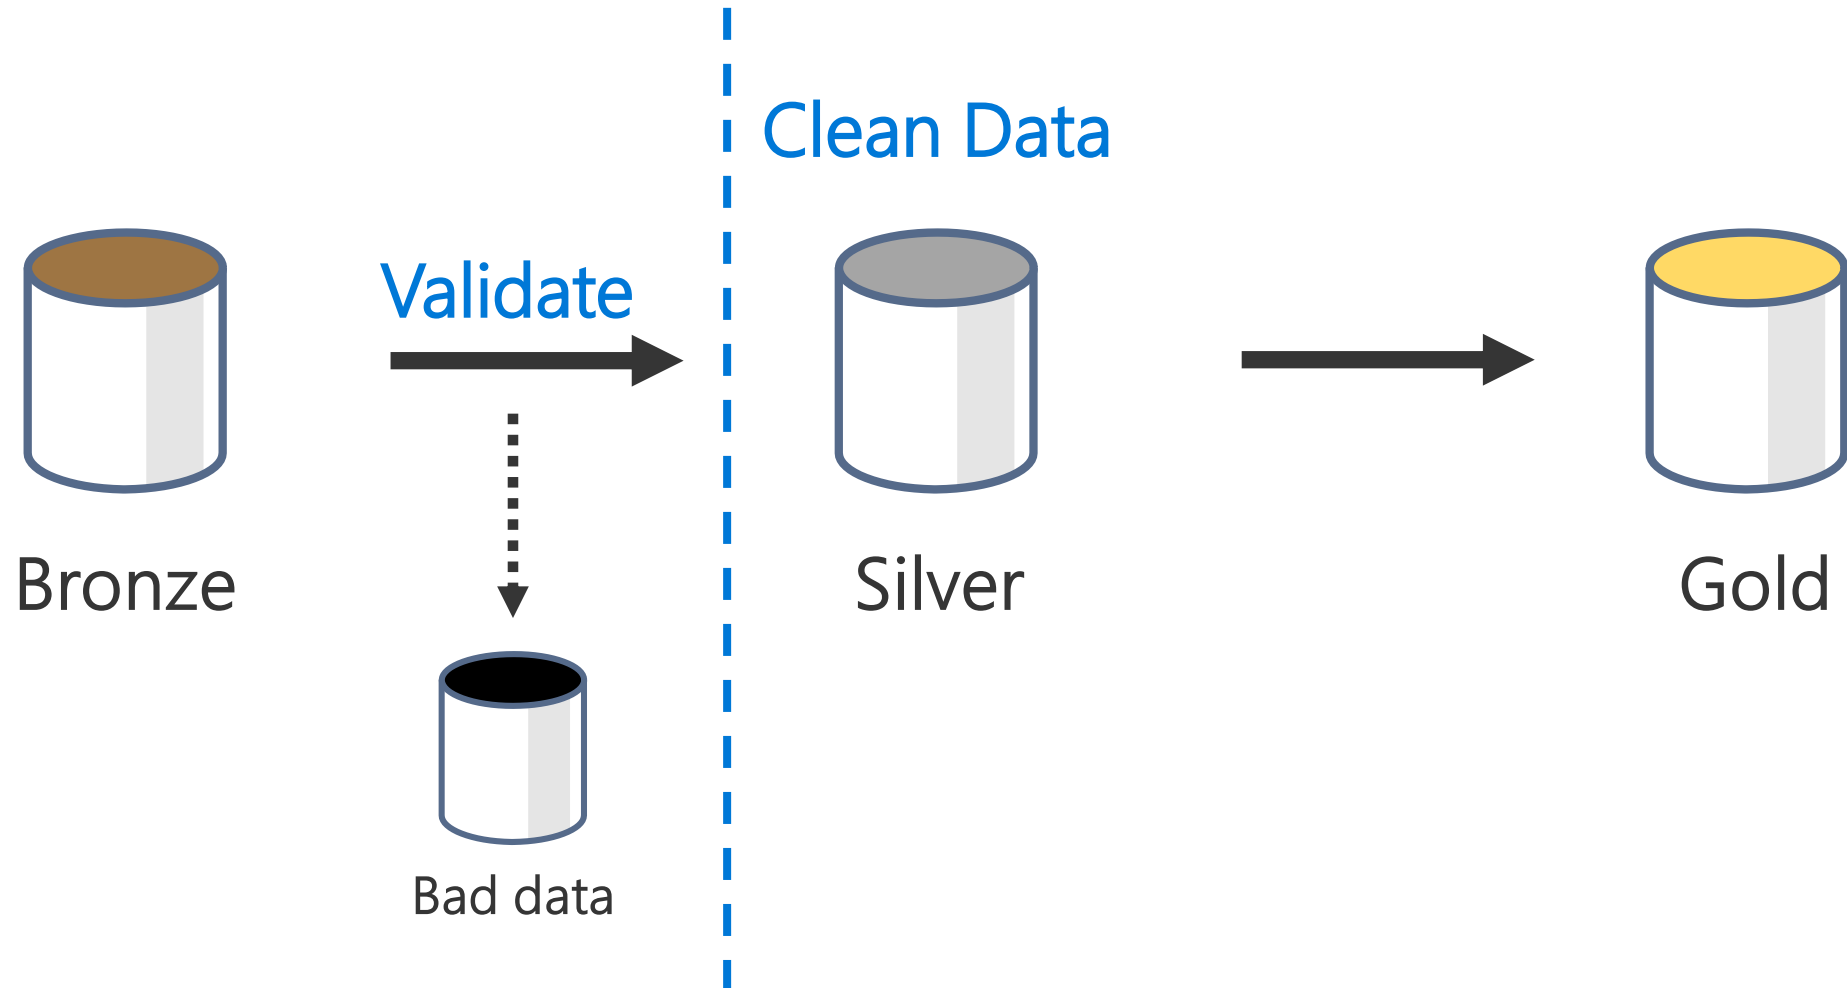 Clean Data
Validate
Bronze
Silver
Gold
Bad data